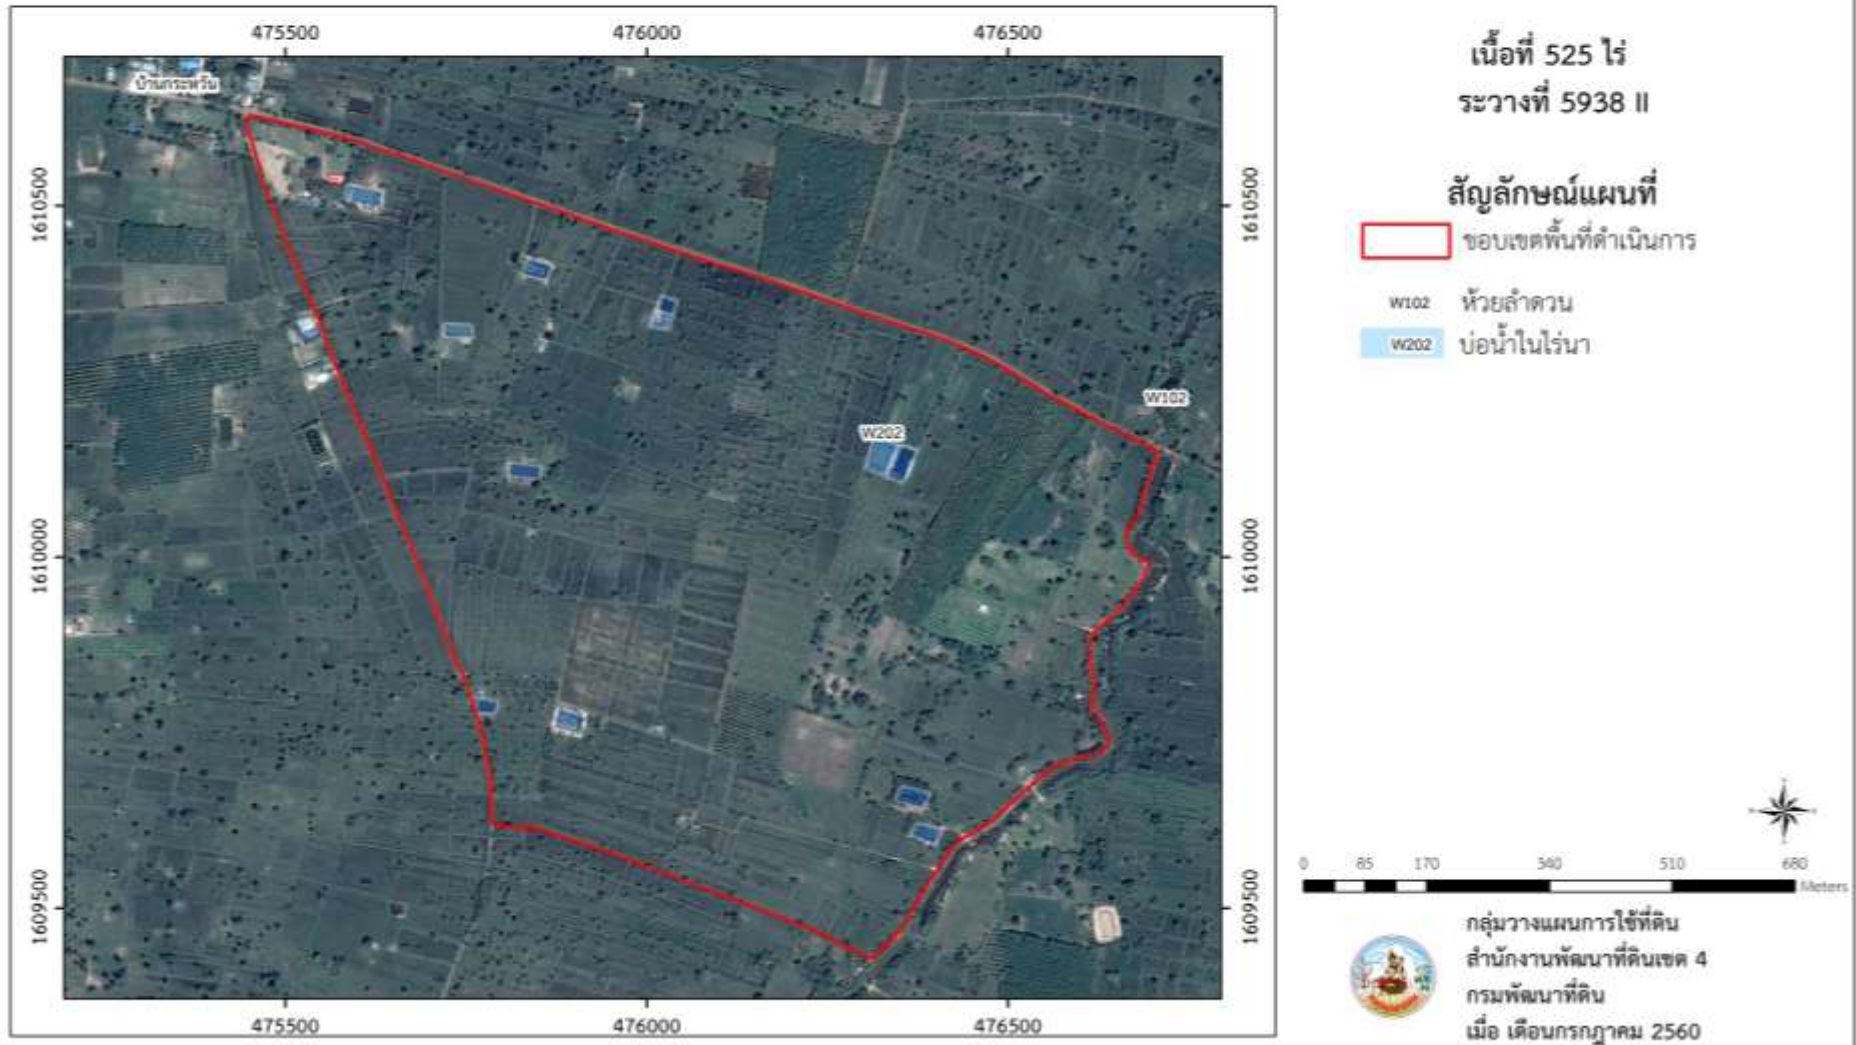 475500 476000 476500
บ้านกระหวัน
1610500 1610500
W102
W202
1610000 1610000
1609500 1609500
475500 476000 476500
เนื้อที่ 525 ไร่
ระวางที่ 5938 II
สัญลักษณ์แผนที่
ขอบเขตพื้นที่ดำเนินการ
W102 ห้วยลำดวน
W202 บ่อน้ำในไร่นา
0 85 170 340 510 680
Meters
กลุ่มวางแผนการใช้ที่ดิน
สำนักงานพัฒนาที่ดินเขต 4
กรมพัฒนาที่ดิน
เมื่อ เดือนกรกฎาคม 2560